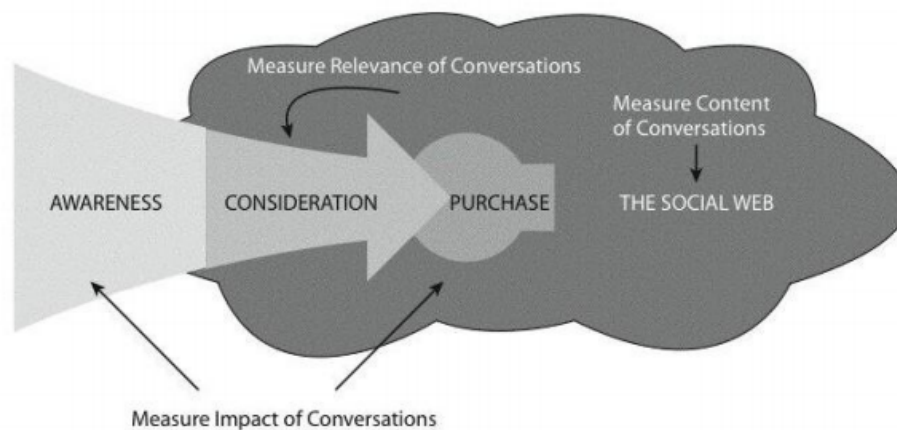 Measure Relevance of Conversations
Measure Content
of Conversations
AWARENESS
CONSIDERATION
PURCHASE
THE SOCIAL WEB
Measure Impact of Conversations